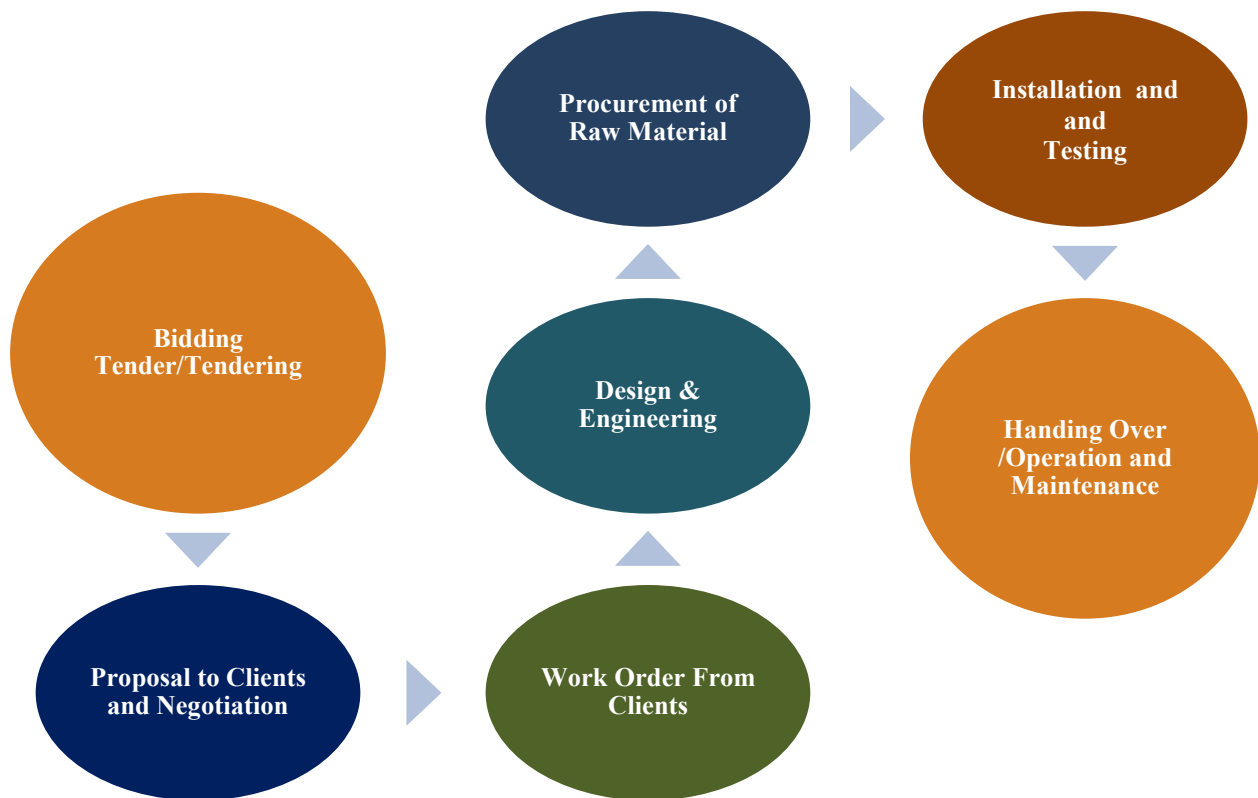 Bidding
Tender/Tendering
Proposal to Clients
and Negotiation
Work Order From
Clients
Design &
Engineering
Procurement of
Raw Material
Installation  and
and
Testing
Handing Over
/Operation and
Maintenance